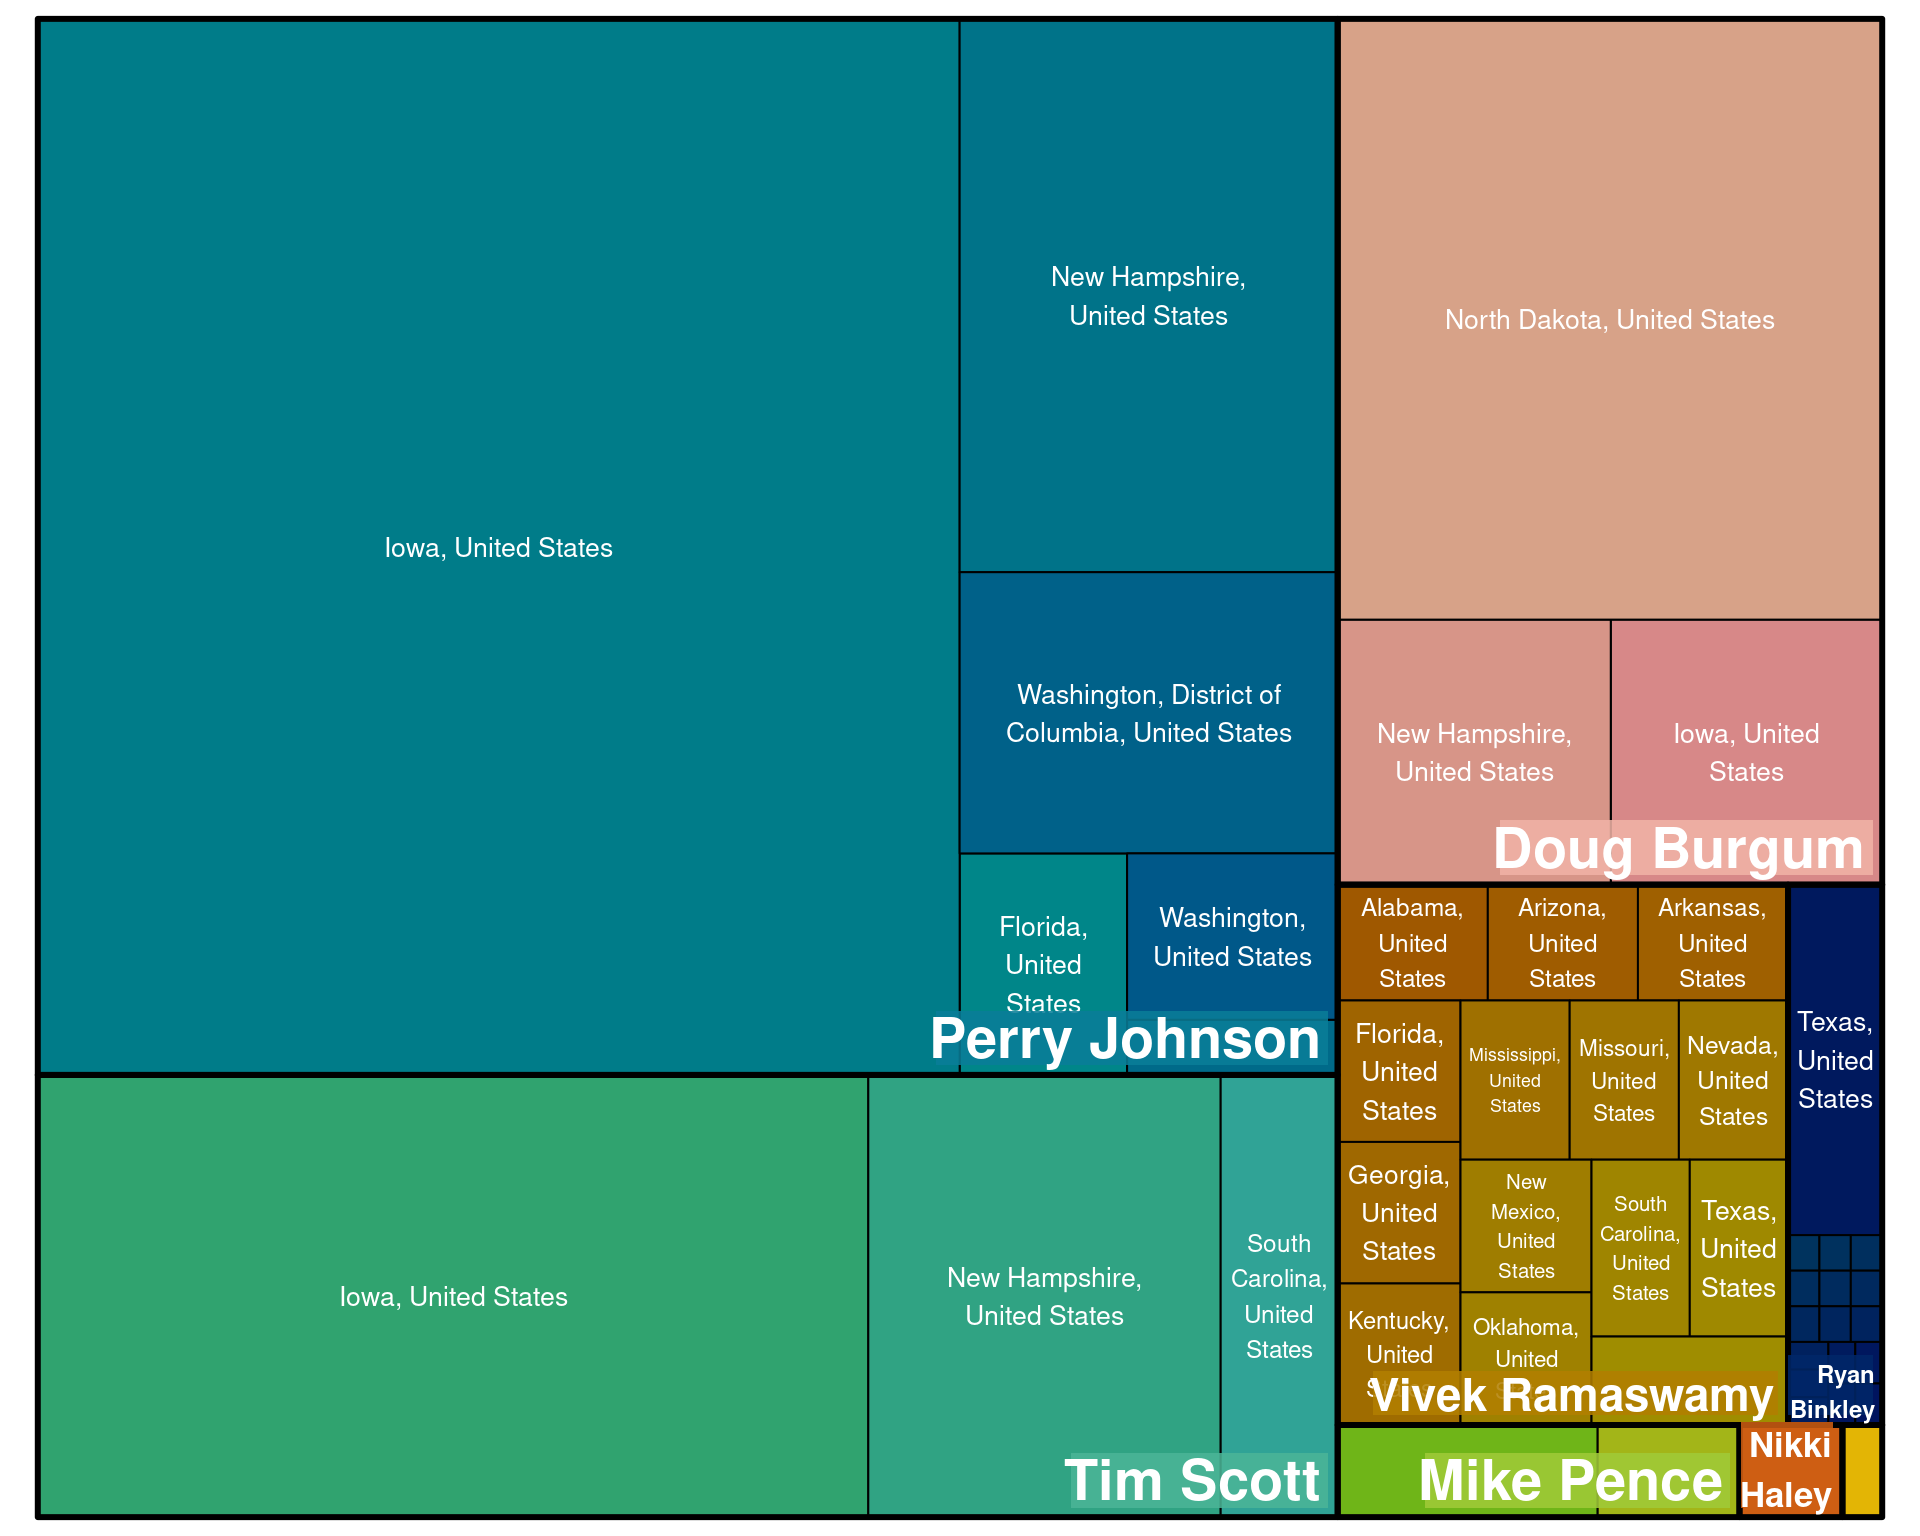 Iowa, United States
New Hampshire,
United States
Washington, District of
Columbia, United States
Florida,
United
States
Washington,
United States
Perry Johnson
Iowa, United States
New Hampshire,
United States
South
Carolina,
United
States
Tim Scott
North Dakota, United States
New Hampshire,
United States
Iowa, United
States
Doug Burgum
Alabama,
United
States
Arizona,
United
States
Arkansas,
United
States
Florida,
United
States
Mississippi,
United
States
Missouri,
United
States
Nevada,
United
States
Georgia,
United
States
New
Mexico,
United
States
South
Carolina,
United
States
Texas,
United
States
Kentucky,
United
Oklahoma,
United
Vivek Ramaswamy
Texas,
United
States
Ryan
Binkley
Mike Pence
Nikki
Haley